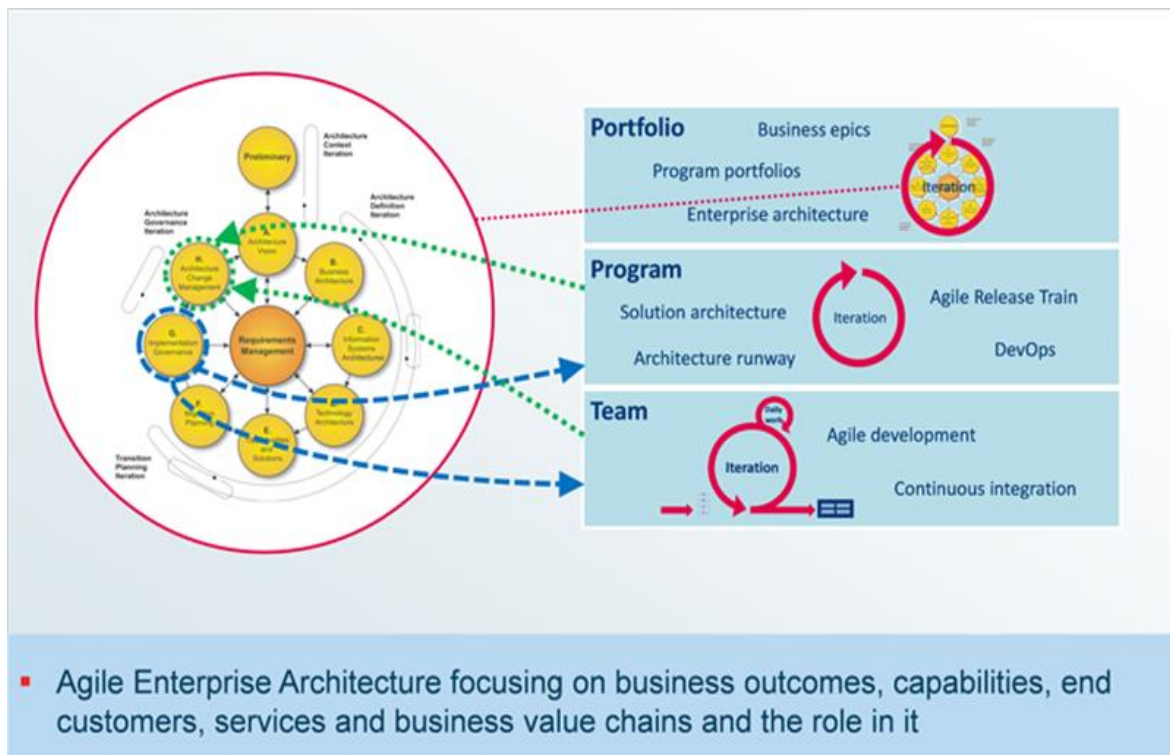 Preliminary
Architecture
Context
Iteration
Architecture
Definition
Iteration
Architecture
Governance
Iteration
A.
Architecture
Vision
H.
Architecture
Change
Management
B.
Business
Architecture
G.
Implementation
Governance
Requirements
Management
C.
Information
Systems
Architectures
F.
Planning
Technology
Architecture
E.
and
Solutions
Transition
Planning
Iteration
Portfolio
Business epics
Program portfolios
Enterprise architecture
Iteration
Program
Solution architecture
Architecture runway
Iteration
Agile Release Train
DevOps
Team
Daily
work
Iteration
Agile development
Continuous integration
▪ Agile Enterprise Architecture focusing on business outcomes, capabilities, end
customers, services and business value chains and the role in it